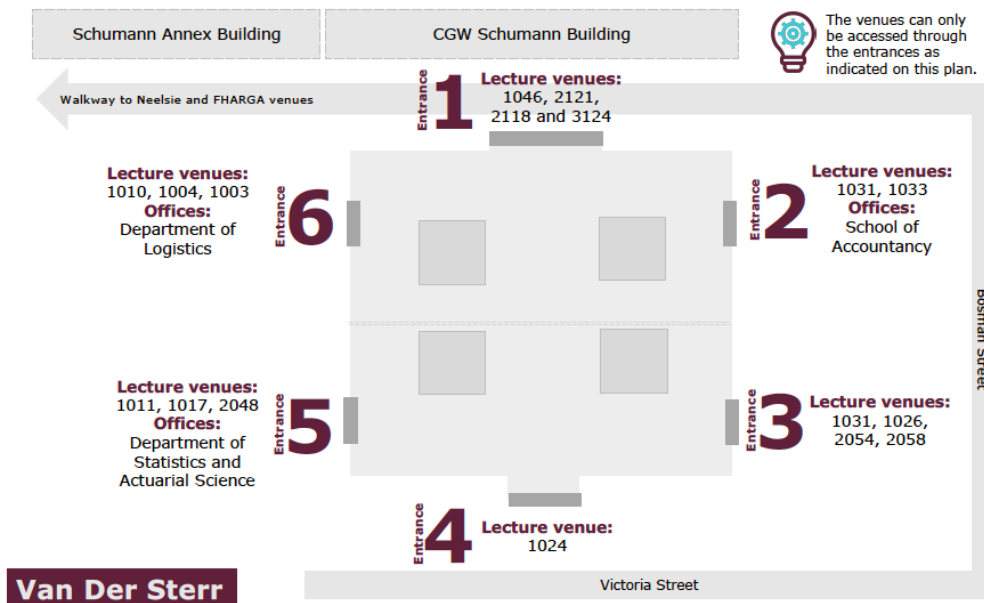 Schumann Annex Building
CGW Schumann Building
The venues can only
be accessed through
the entrances as
indicated on this plan.
Walkway to Neelsie and FHARGA venues
Entrance
1
Lecture venues:
1046, 2121,
2118 and 3124
Lecture venues:
1010, 1004, 1003
Offices:
Department of
Logistics
Entrance
6
Entrance
2
Lecture venues:
1031, 1033
Offices:
School of
Accountancy
Bosman Street
Lecture venues:
1011, 1017, 2048
Offices:
Department of
Statistics and
Actuarial Science
Entrance
5
Entrance
3
Lecture venues:
1031, 1026,
2054, 2058
Entrance
4
Lecture venue:
1024
Van Der Sterr
Victoria Street